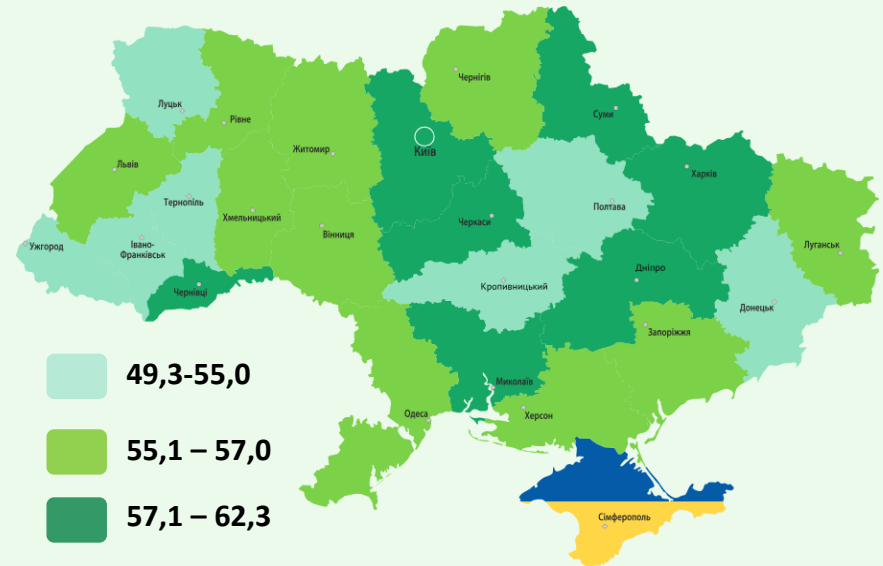 Луцьк
Рівне
Житомир
Чернігів
Суми
Київ
Львів
Тернопіль
Хмельницький
Вінниця
Черкаси
Полтава
Харків
Луганськ
Ужгород
Івано-
Франківськ
Чернівці
Кропивницький
Дніпро
Донецьк
Запоріжжя
Миколаїв
Одеса
Херсон
Сімферополь
49,3-55,0
55,1 – 57,0
57,1 – 62,3